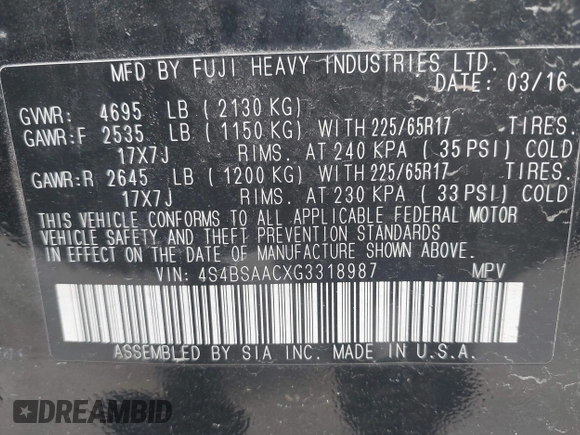 MFD BY FUJI HEAVY INDUSTRIES LTD.
DATE: 03/16
GVWR: 4695 LB ( 2130 KG)
GAWR:F 2535 LB ( 1150 KG) WITH 225/65R17 TIRES.
17X7J RIMS. AT 240 KPA ( 35 PSI) COLD
GAWR:R 2645 LB ( 1200 KG) WITH 225/65R17 TIRES.
17X7J RIMS. AT 230 KPA ( 33 PSI) COLD
THIS VEHICLE CONFORMS TO ALL APPLICABLE FEDERAL MOTOR
VEHICLE SAFETY AND THEFT PREVENTION STANDARDS
IN EFFECT ON THE DATE OF MANUFACTURE SHOWN ABOVE.
VIN: 4S4BSAACXG3318987 MPV
ASSEMBLED BY SIA INC. MADE IN U.S.A.
DREAMBID